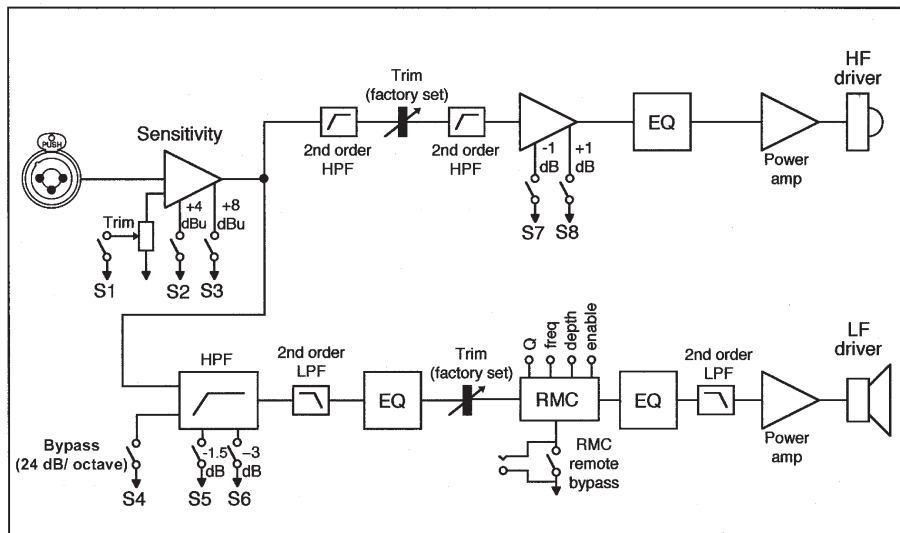 PUSH
Sensitivity
Trim
+4
dBu
+8
dBu
S1
S2
S3
2nd order
HPF
Trim
(factory set)
2nd order
HPF
-1
dB
+1
dB
S7
S8
EQ
Power
amp
HF
driver
HPF
Bypass
(24 dB/ octave)
-1.5
dB
–3
dB
S4
S5
S6
2nd order
LPF
EQ
Trim
(factory set)
Q
freq
depth
enable
RMC
RMC
remote
bypass
EQ
2nd order
LPF
Power
amp
LF
driver